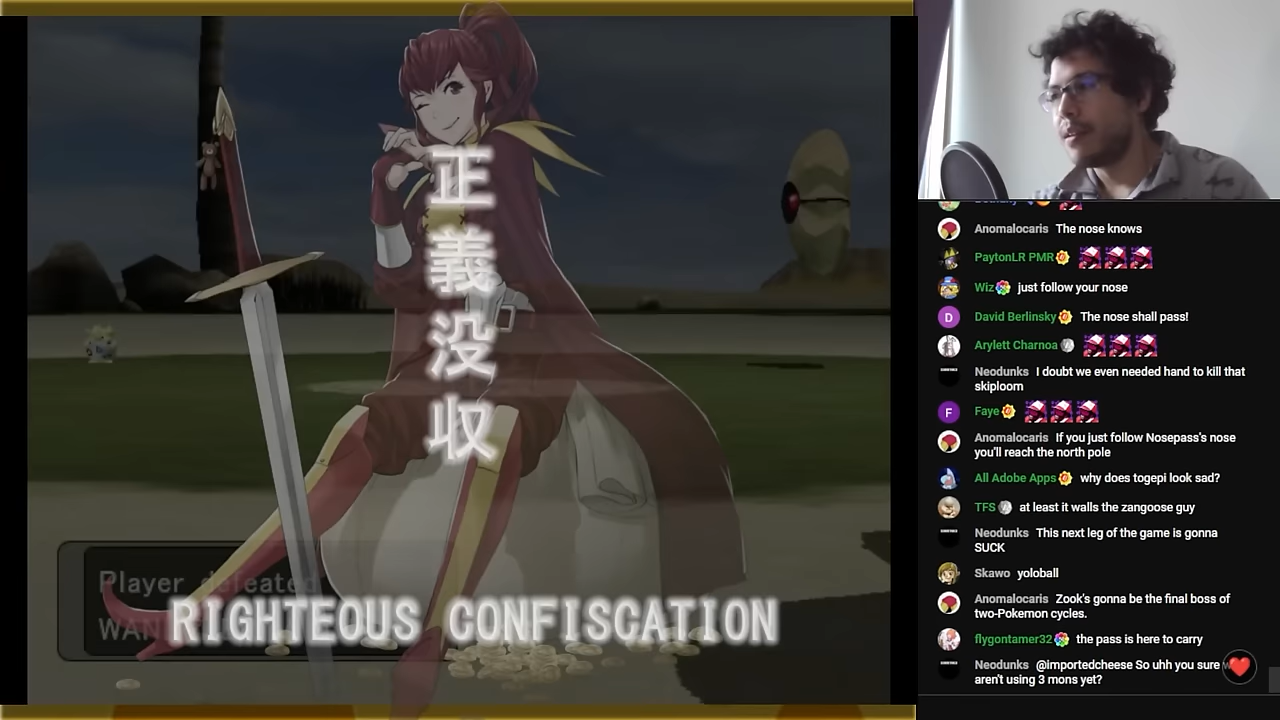 正
義
没
収
Player defeated
WAN
RIGHTEOUS CONFISCATION
Anomalocaris The nose knows
PaytonLR PMR
Wiz just follow your nose
D David Berlinsky The nose shall pass!
Arylett Charnoa
Neodunks I doubt we even needed hand to kill that
skiploom
F Faye
Anomalocaris If you just follow Nosepass's nose
you'll reach the north pole
All Adobe Apps why does togepi look sad?
TFS at least it walls the zangoose guy
Neodunks This next leg of the game is gonna
SUCK
Skawo yoloball
Anomalocaris Zook's gonna be the final boss of
two-Pokemon cycles.
flygontamer32 the pass is here to carry
Neodunks @importedcheese So uhh you sure
aren't using 3 mons yet?